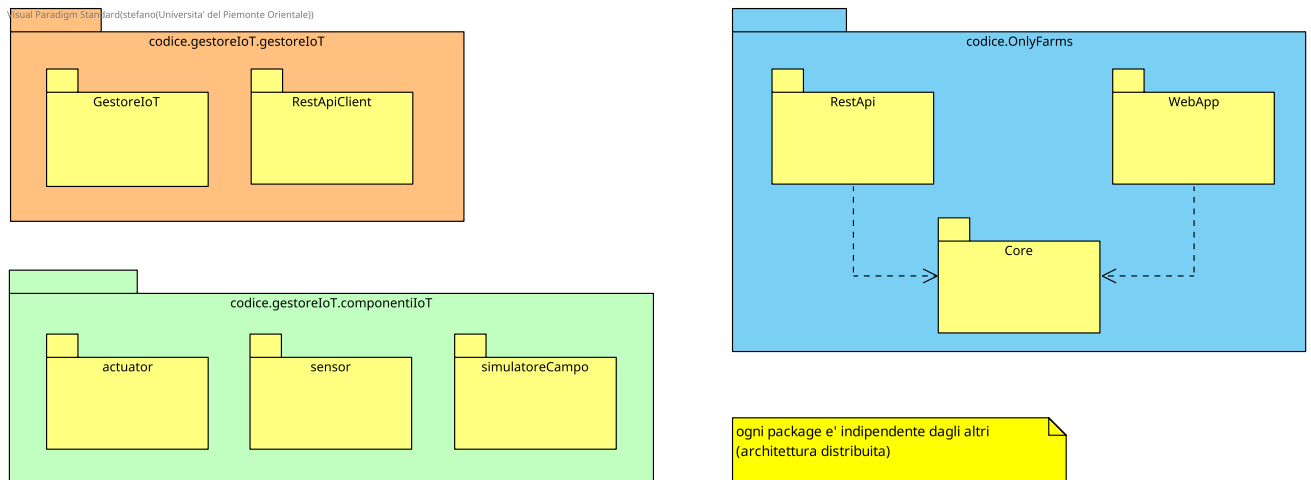 Visual Paradigm Standard(stefano(Universita' del Piemonte Orientale))
codice.gestoreIoT.gestoreIoT
GestoreIoT
RestApiClient
codice.gestoreIoT.componentiIoT
actuator
sensor
simulatoreCampo
codice.OnlyFarms
RestApi
WebApp
Core
ogni package e' indipendente dagli altri
(architettura distribuita)